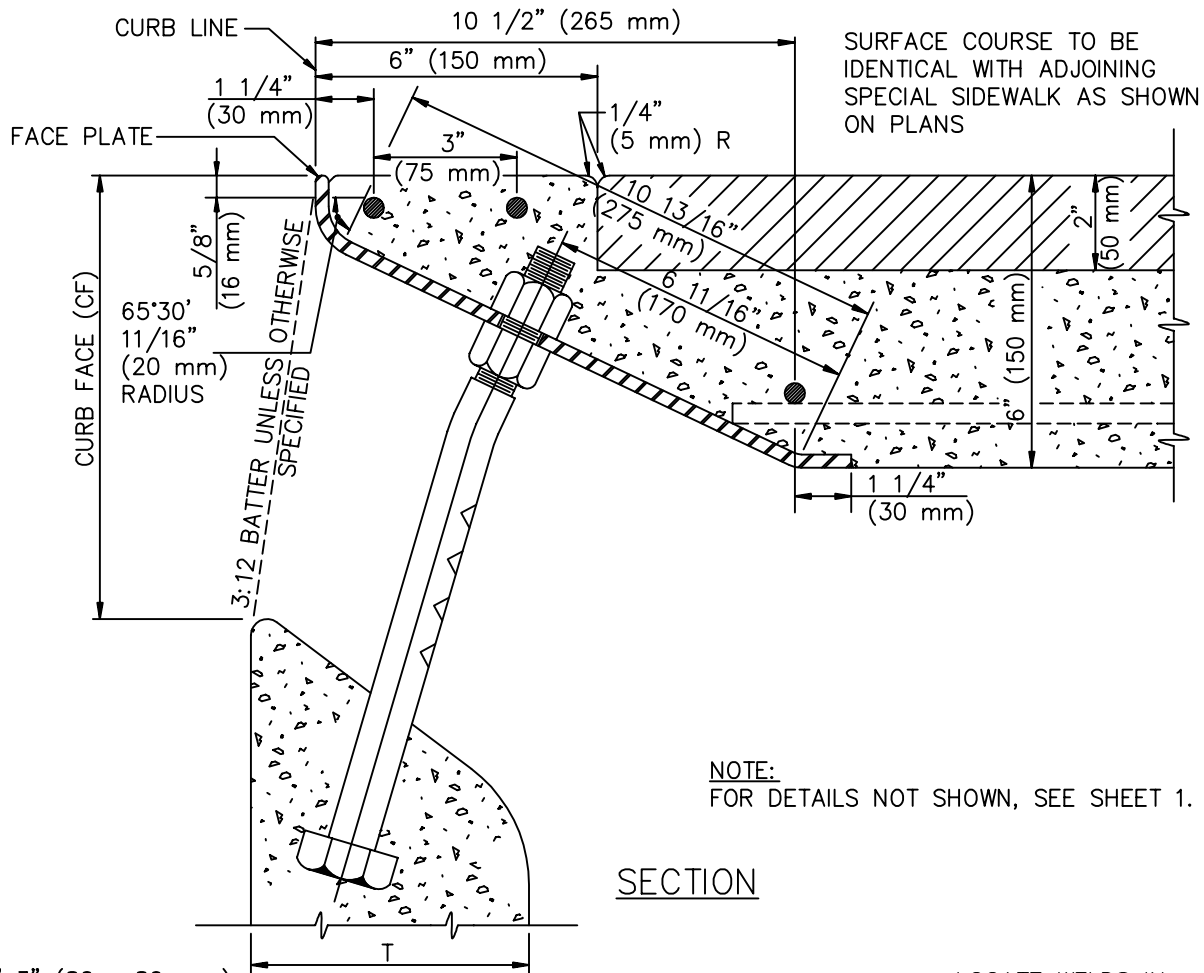 CURB LINE
10 1/2" (265 mm)
6" (150 mm)
SURFACE COURSE TO BE
IDENTICAL WITH ADJOINING
SPECIAL SIDEWALK AS SHOWN
ON PLANS
1 1/4"
(30 mm)
1/4"
(5 mm) R
FACE PLATE
3"
(75 mm)
10 13/16"
(275 mm)
2"
(50 mm)
5/8"
(16 mm)
6 11/16"
(170 mm)
6" (150 mm)
CURB FACE (CF)
65°30'
11/16"
(20 mm)
RADIUS
3:12 BATTER UNLESS OTHERWISE
SPECIFIED
1 1/4"
(30 mm)
NOTE:
FOR DETAILS NOT SHOWN, SEE SHEET 1.
SECTION
T